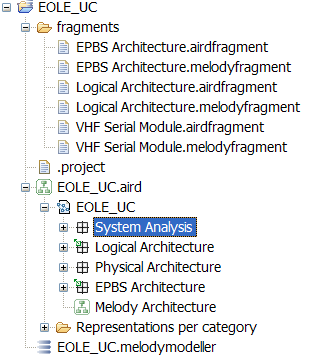 EOLE_UC
fragments
EPBS Architecture.airdfragment
EPBS Architecture.melodyfragment
Logical Architecture.airdfragment
Logical Architecture.melodyfragment
VHF Serial Module.airdfragment
VHF Serial Module.melodyfragment
.project
EOLE_UC.aird
EOLE_UC
System Analysis
Logical Architecture
Physical Architecture
EPBS Architecture
Melody Architecture
Representations per category
EOLE_UC.melodymodeller